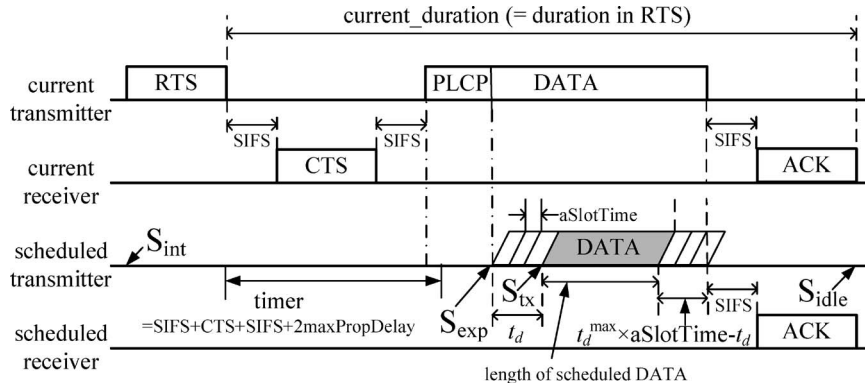 current_duration (= duration in RTS)
current transmitter
RTS
PLCP
DATA
SIFS
SIFS
SIFS
current receiver
CTS
ACK
aSlotTime
scheduled transmitter
S_int
DATA
timer
=SIFS+CTS+SIFS+2maxPropDelay
S_exp
S_tx
t_d
t_d^max×aSlotTime-t_d
SIFS
S_idle
scheduled receiver
ACK
length of scheduled DATA